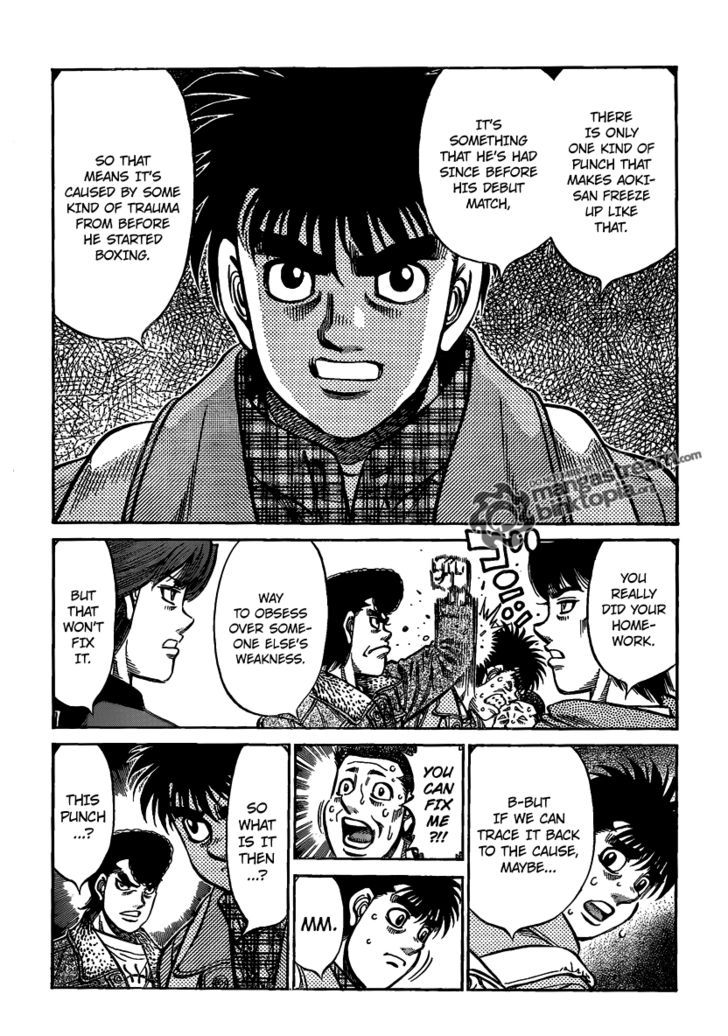 THERE
IS ONLY
ONE KIND OF
PUNCH THAT
MAKES AOKI-
SAN FREEZE
UP LIKE
THAT.
IT'S
SOMETHING
THAT HE'S HAD
SINCE BEFORE
HIS DEBUT
MATCH,
SO THAT
MEANS IT'S
CAUSED BY SOME
KIND OF TRAUMA
FROM BEFORE
HE STARTED
BOXING.
mangastream.com
binktopia
YOU
REALLY
DID YOUR
HOME-
WORK.
WAY
TO OBSESS
OVER SOME-
ONE ELSE'S
WEAKNESS.
BUT
THAT
WON'T
FIX
IT.
B-BUT
IF WE CAN
TRACE IT BACK
TO THE CAUSE,
MAYBE...
YOU
CAN
FIX
ME
?!!
MM.
SO
WHAT
IS IT
THEN
...?
THIS
PUNCH
...?